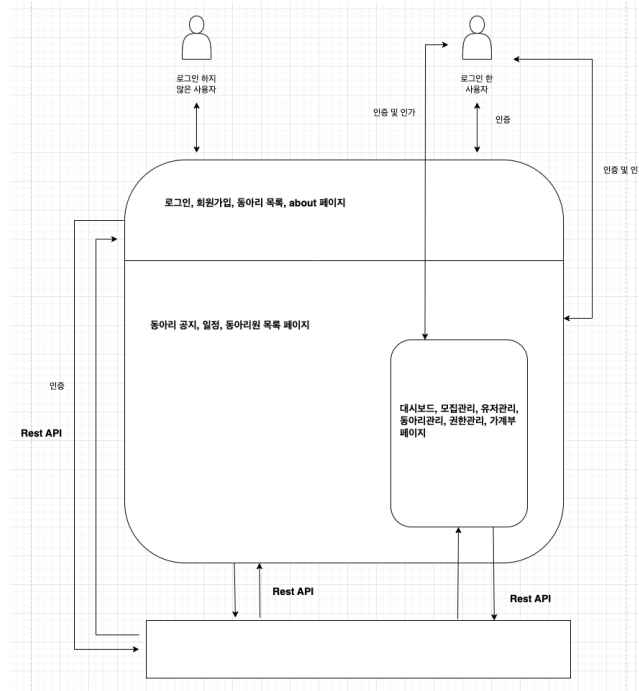 로그인 하지
않은 사용자
로그인 한
사용자
인증 및 인가
인증
인증 및 인
로그인, 회원가입, 동아리 목록, about 페이지
동아리 공지, 일정, 동아리원 목록 페이지
인증
Rest API
대시보드, 모집관리, 유저관리,
동아리관리, 권한관리, 가계부
페이지
Rest API
Rest API